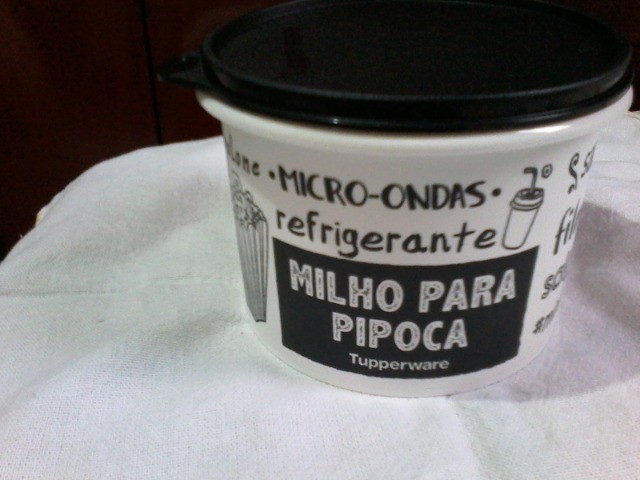 • MICRO-ONDAS •
refrigerante
MILHO PARA
PIPOCA
Tupperware